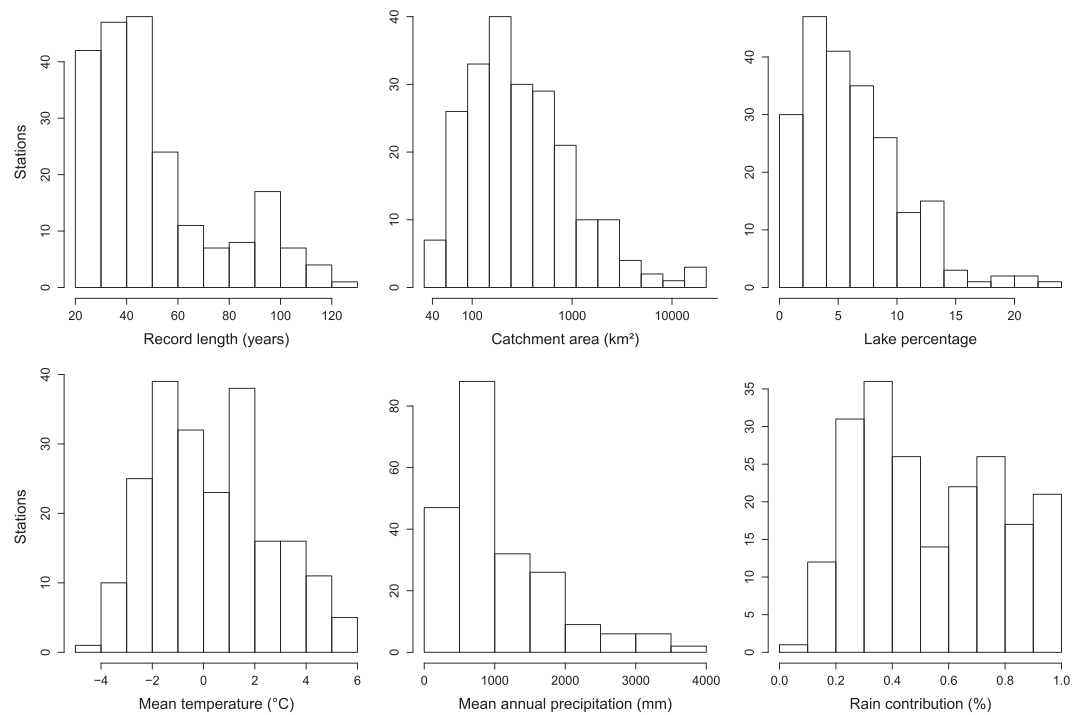 Stations
0 10 20 30 40
20 40 60 80 100 120
Record length (years)
0 10 20 30 40
40 100 1000 10000
Catchment area (km²)
0 10 20 30 40
0 5 10 15 20
Lake percentage
Stations
0 10 20 30 40
−4 −2 0 2 4 6
Mean temperature (°C)
0 20 40 60 80
0 1000 2000 3000 4000
Mean annual precipitation (mm)
0 5 10 15 20 25 30 35
0.0 0.2 0.4 0.6 0.8 1.0
Rain contribution (%)